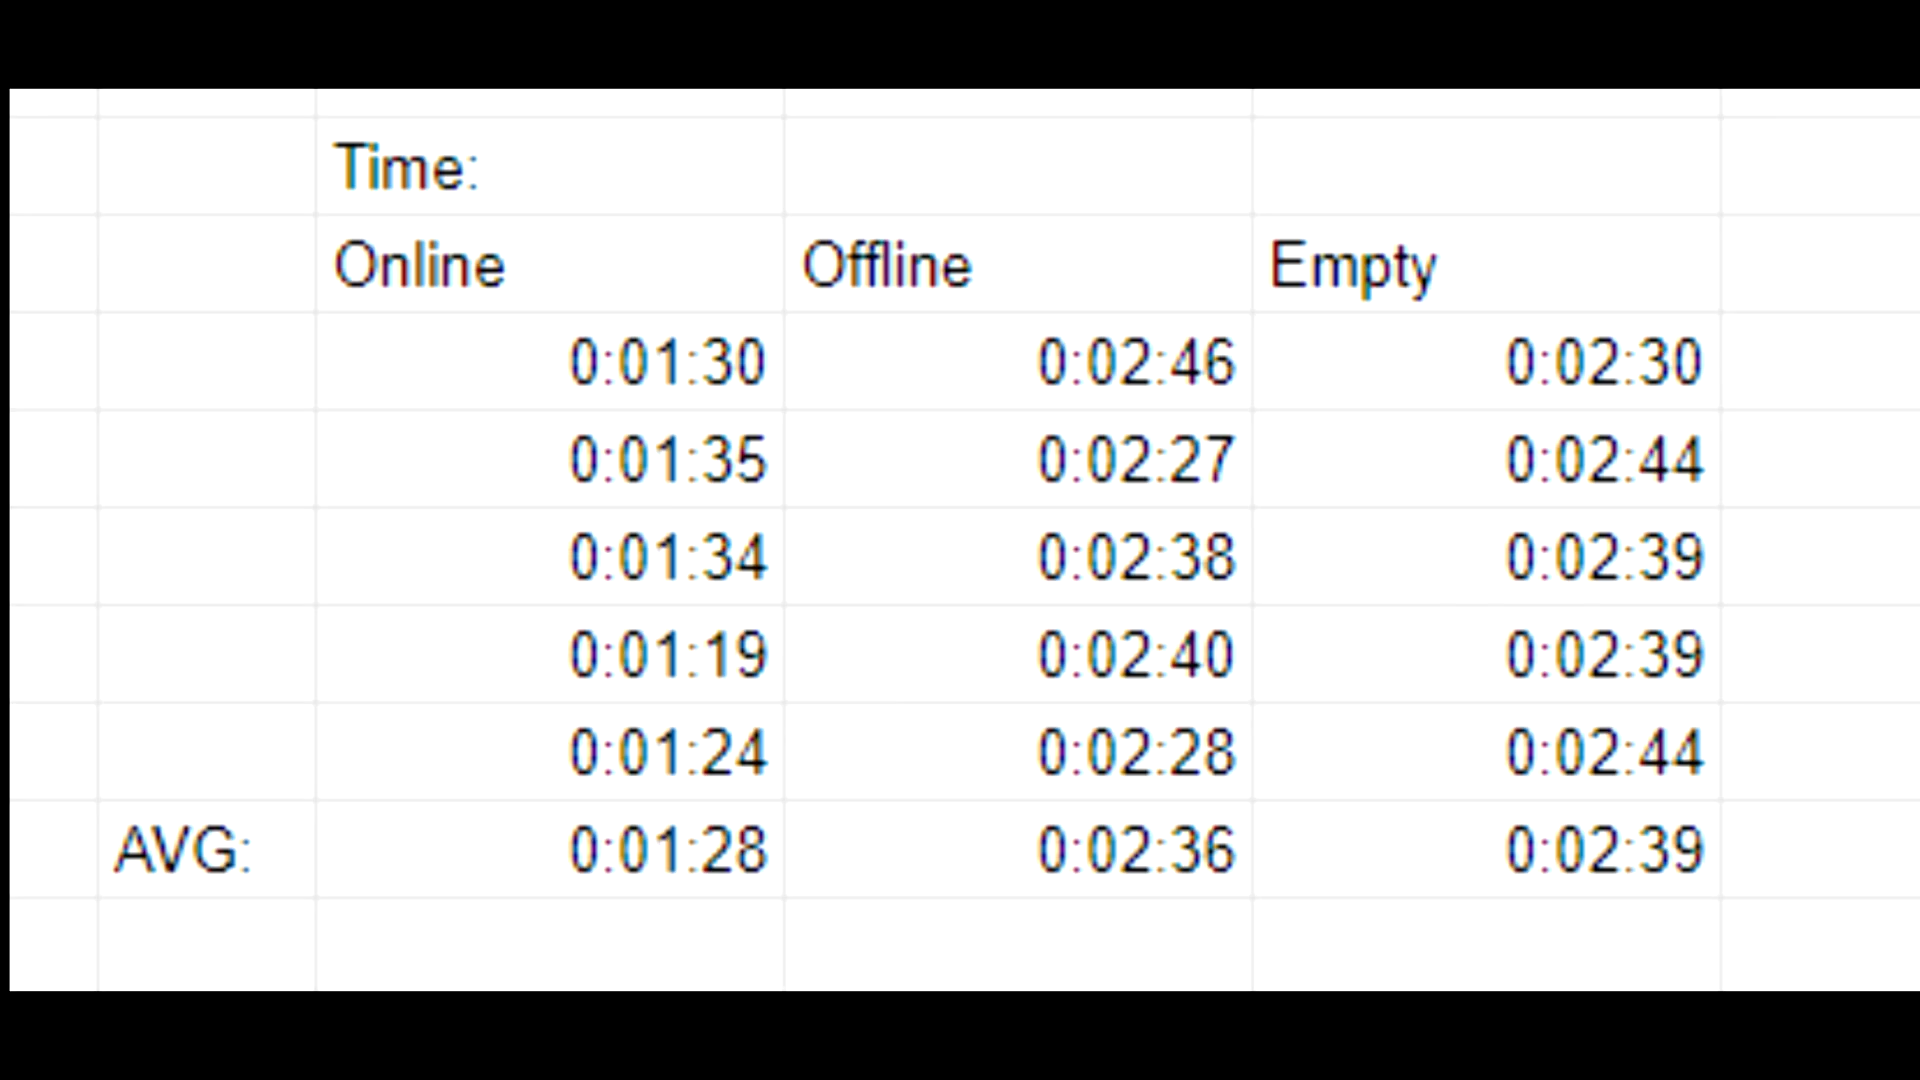 Time:
Online Offline Empty
0:01:30 0:02:46 0:02:30
0:01:35 0:02:27 0:02:44
0:01:34 0:02:38 0:02:39
0:01:19 0:02:40 0:02:39
0:01:24 0:02:28 0:02:44
AVG: 0:01:28 0:02:36 0:02:39